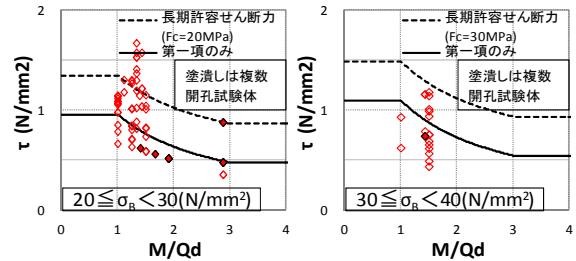 長期許容せん断力
(Fc=20MPa)
第一項のみ
塗潰しは複数
開孔試験体
τ (N/mm2)
2
1
0
20≦σB<30(N/mm²)
0 1 2 3 4
M/Qd
長期許容せん断力
(Fc=30MPa)
第一項のみ
塗潰しは複数
開孔試験体
τ (N/mm2)
2
1
0
30≦σB<40(N/mm²)
0 1 2 3 4
M/Qd